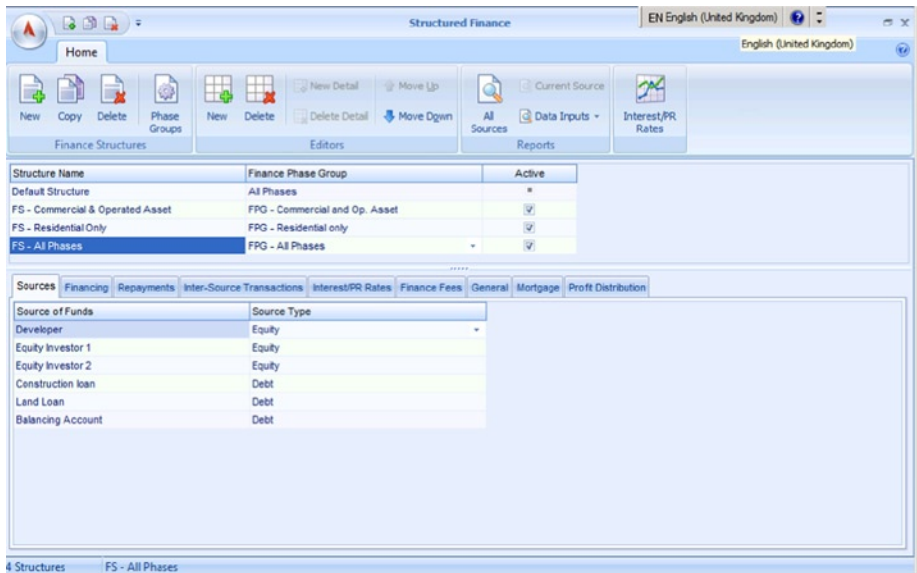 Structured Finance
EN English (United Kingdom)
English (United Kingdom)
Home
New Copy Delete Phase Groups
New Delete New Detail Delete Detail Move Up Move Down
All Sources Current Source Data Inputs
Interest/PR Rates
Finance Structures Editors Reports
Structure Name Finance Phase Group Active
Default Structure All Phases
FS - Commercial & Operated Asset FPG - Commercial and Op. Asset
FS - Residential Only FPG - Residential only
FS - All Phases FPG - All Phases
Sources Financing Repayments Inter-Source Transactions Interest/PR Rates Finance Fees General Mortgage Profit Distribution
Source of Funds Source Type
Developer Equity
Equity Investor 1 Equity
Equity Investor 2 Equity
Construction loan Debt
Land Loan Debt
Balancing Account Debt
4 Structures FS - All Phases